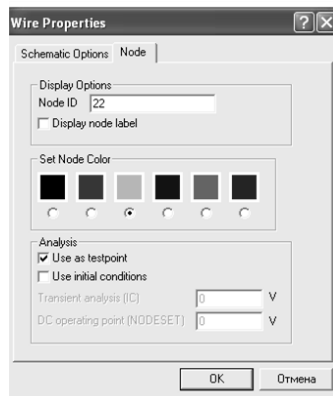 Wire Properties
Schematic Options Node
Display Options
Node ID 22
Display node label
Set Node Color
Analysis
Use as testpoint
Use initial conditions
Transient analysis (IC) 0 V
DC operating point (NODESET) 0 V
OK Отмена